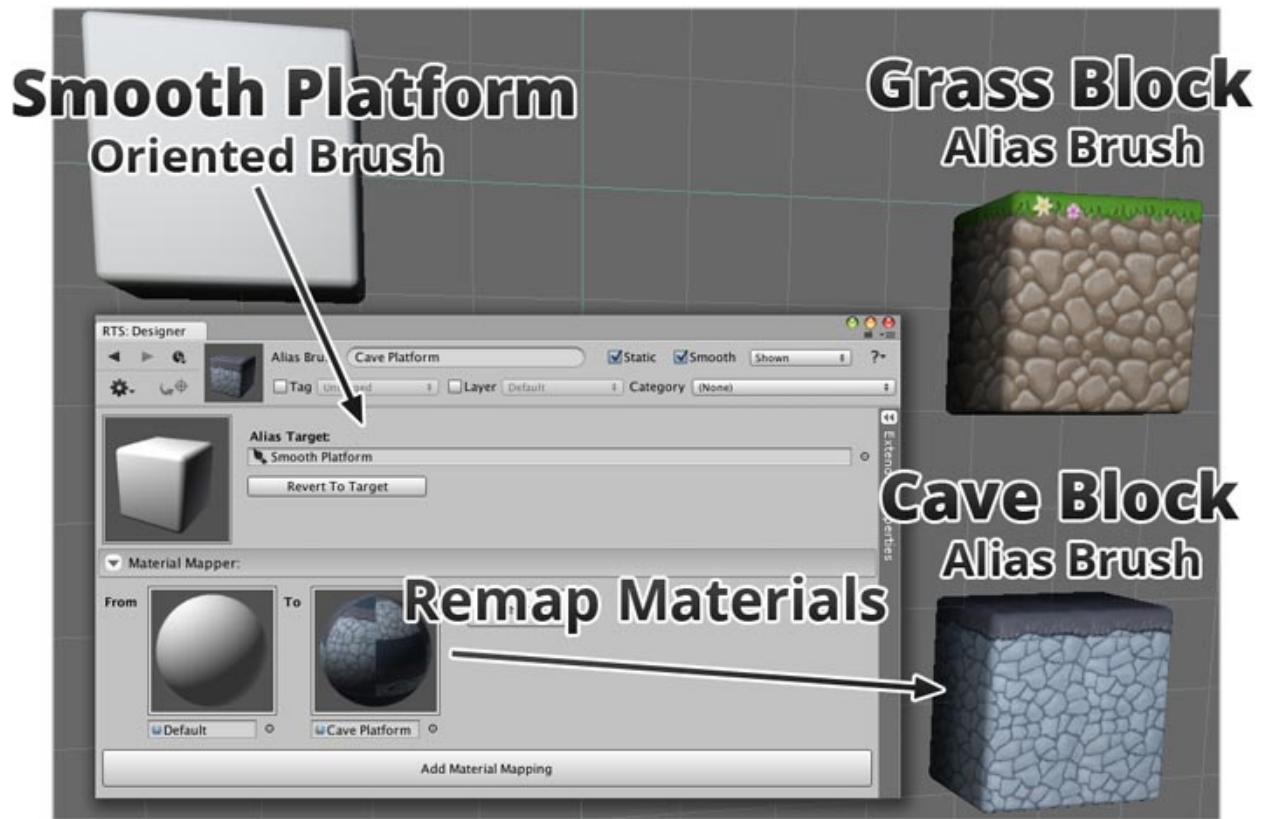 Smooth Platform
Oriented Brush
Grass Block
Alias Brush
RTS: Designer
Alias Bru
Cave Platform
Static
Smooth
Shown
?
Tag
Layer
Default
Category
(None)
Alias Target:
Smooth Platform
Revert To Target
Cave Block
Alias Brush
Material Mapper:
From
To
Remap Materials
Default
Cave Platform
Add Material Mapping